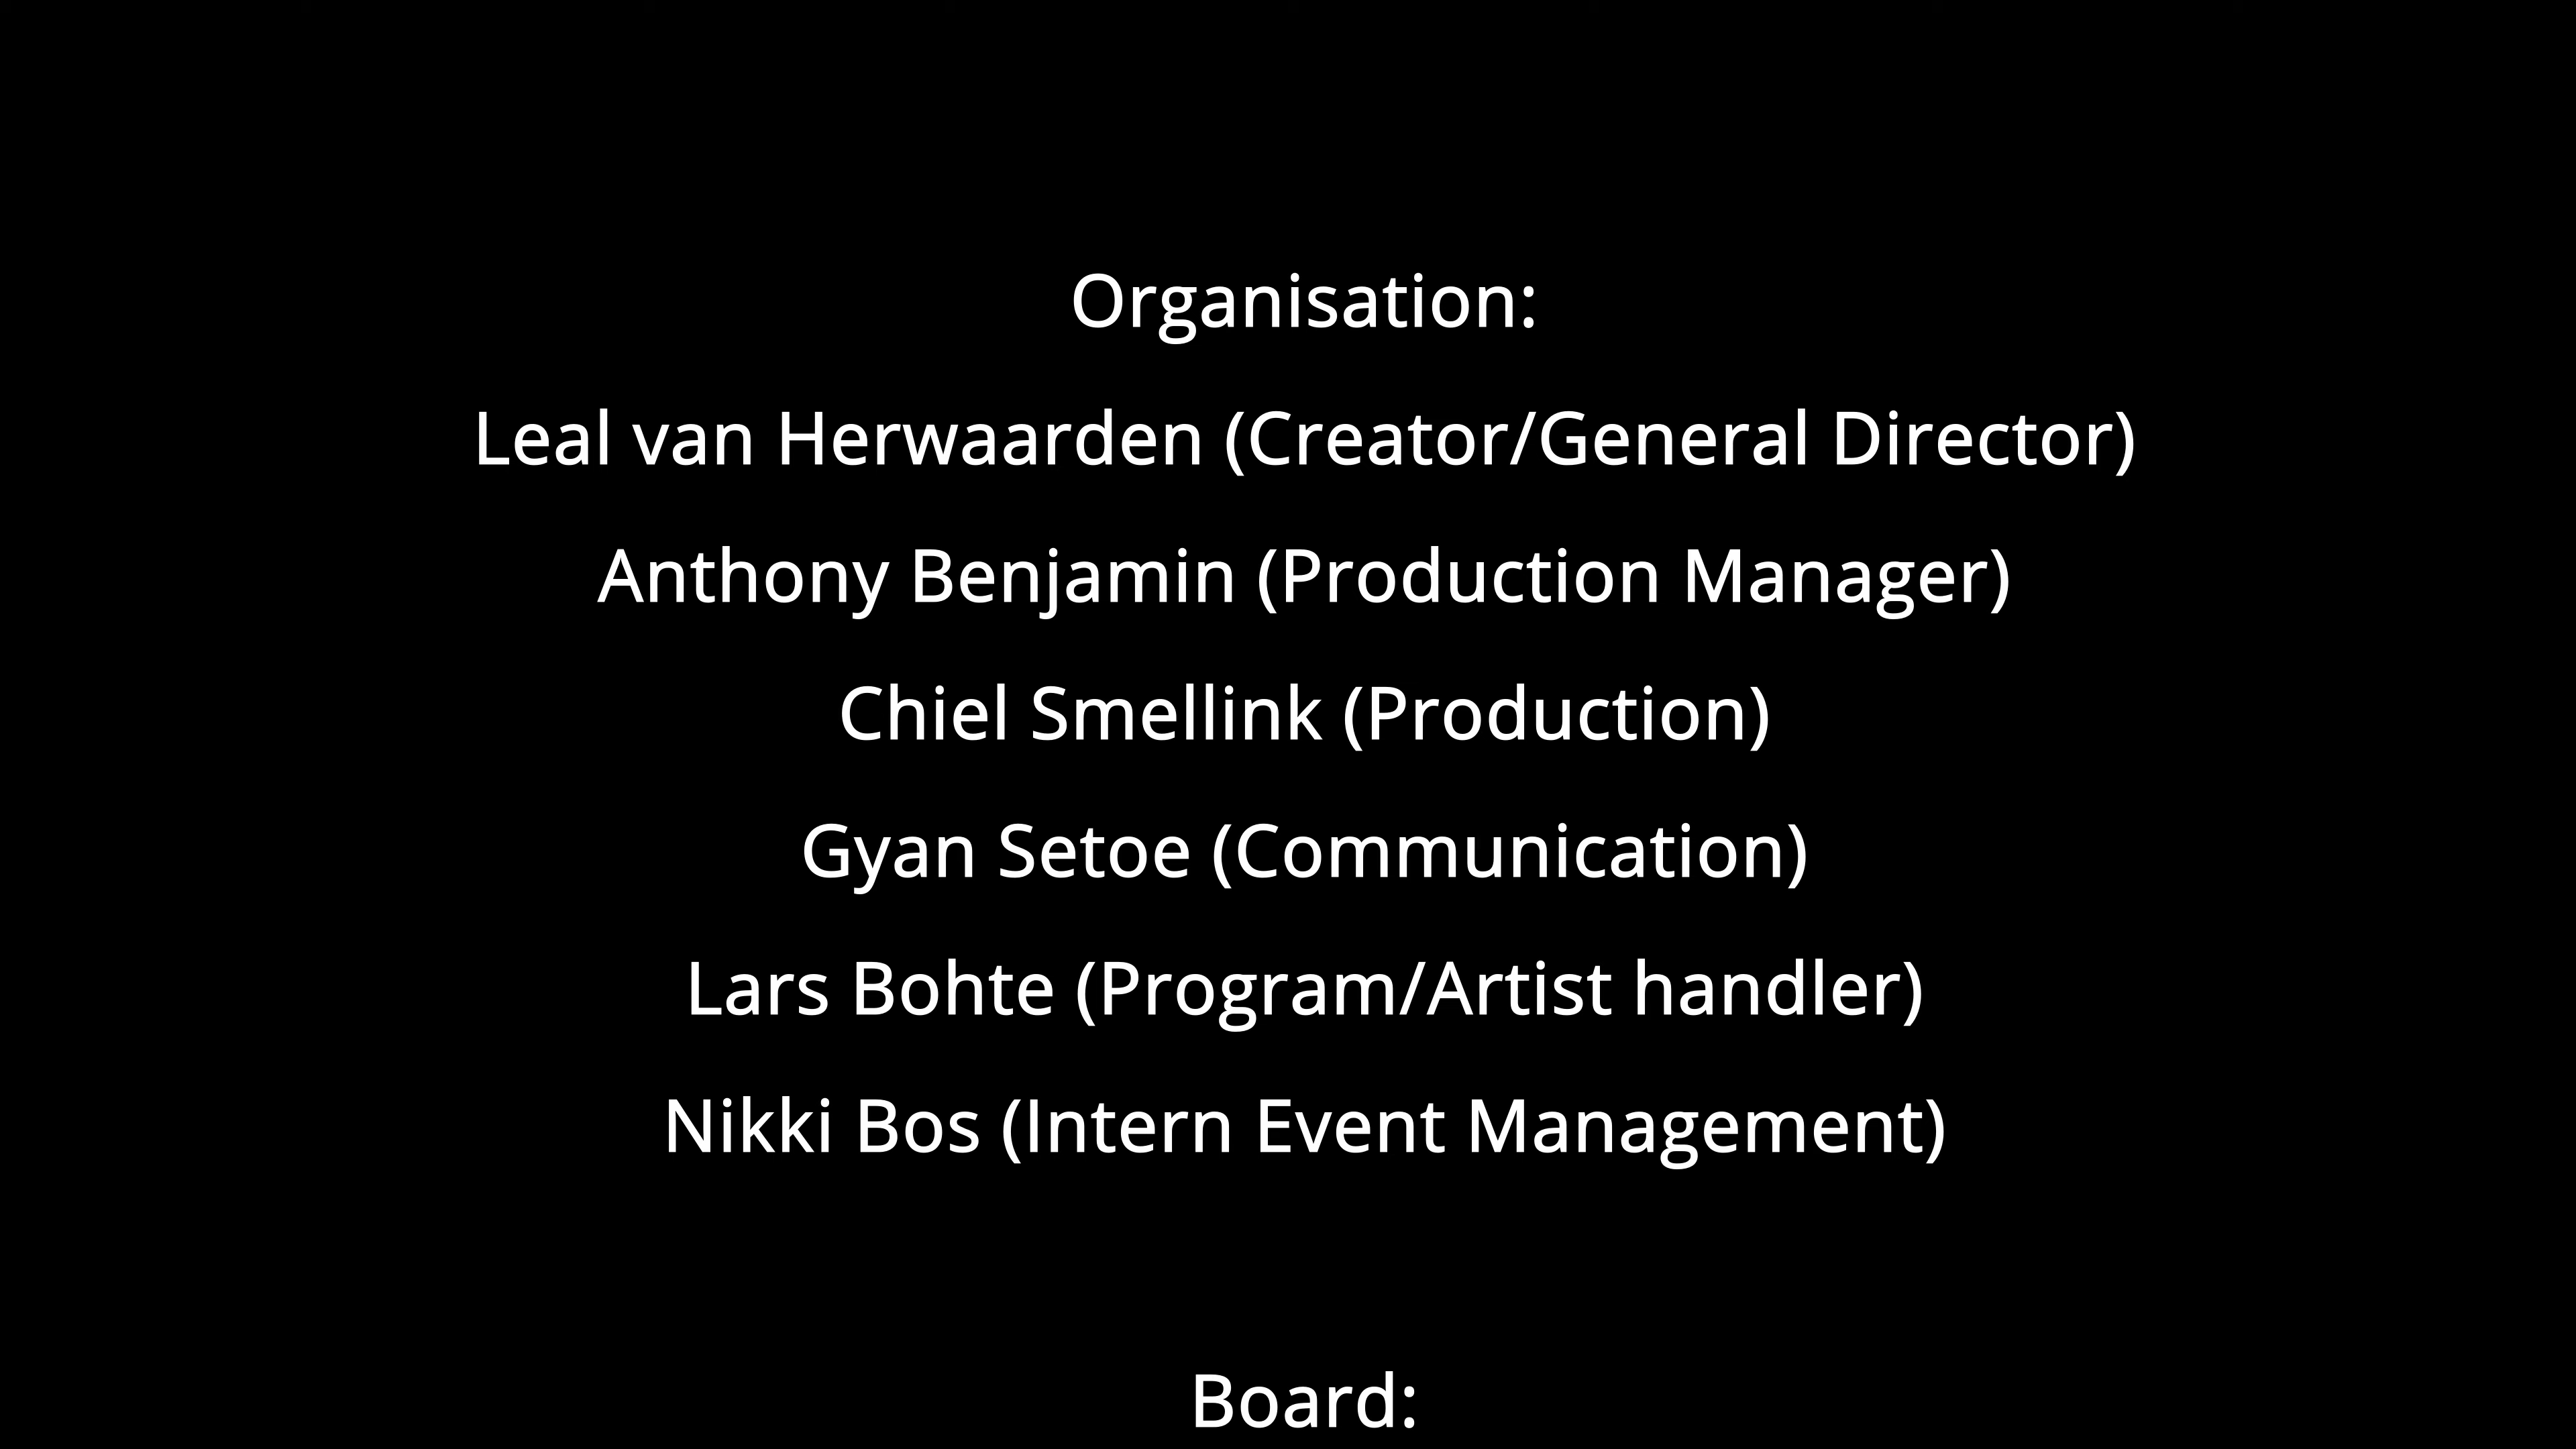 Organisation:
Leal van Herwaarden (Creator/General Director)
Anthony Benjamin (Production Manager)
Chiel Smellink (Production)
Gyan Setoe (Communication)
Lars Bohte (Program/Artist handler)
Nikki Bos (Intern Event Management)
Board: